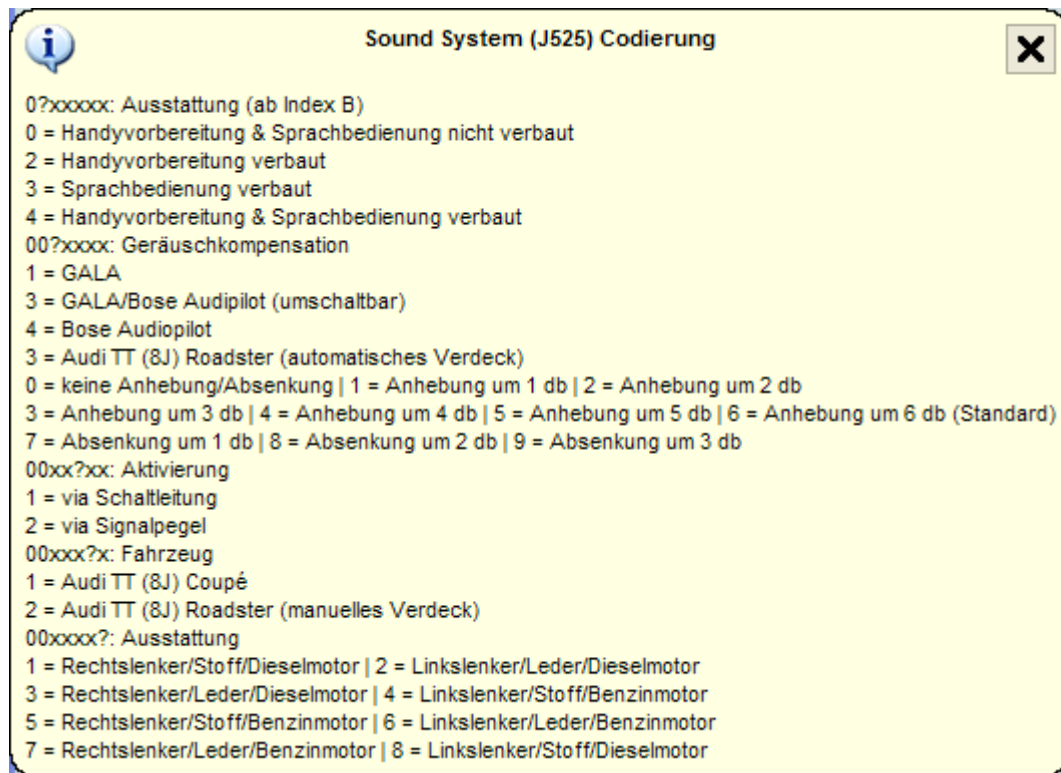 Sound System (J525) Codierung
0?xxxxx: Ausstattung (ab Index B)
0 = Handyvorbereitung & Sprachbedienung nicht verbaut
2 = Handyvorbereitung verbaut
3 = Sprachbedienung verbaut
4 = Handyvorbereitung & Sprachbedienung verbaut
00?xxxx: Geräuschkompensation
1 = GALA
3 = GALA/Bose Audipilot (umschaltbar)
4 = Bose Audiopilot
3 = Audi TT (8J) Roadster (automatisches Verdeck)
0 = keine Anhebung/Absenkung | 1 = Anhebung um 1 db | 2 = Anhebung um 2 db
3 = Anhebung um 3 db | 4 = Anhebung um 4 db | 5 = Anhebung um 5 db | 6 = Anhebung um 6 db (Standard)
7 = Absenkung um 1 db | 8 = Absenkung um 2 db | 9 = Absenkung um 3 db
00xx?xx: Aktivierung
1 = via Schaltleitung
2 = via Signalpegel
00xxx?x: Fahrzeug
1 = Audi TT (8J) Coupé
2 = Audi TT (8J) Roadster (manuelles Verdeck)
00xxxx?: Ausstattung
1 = Rechtslenker/Stoff/Dieselmotor | 2 = Linkslenker/Leder/Dieselmotor
3 = Rechtslenker/Leder/Dieselmotor | 4 = Linkslenker/Stoff/Benzinmotor
5 = Rechtslenker/Stoff/Benzinmotor | 6 = Linkslenker/Leder/Benzinmotor
7 = Rechtslenker/Leder/Benzinmotor | 8 = Linkslenker/Stoff/Dieselmotor